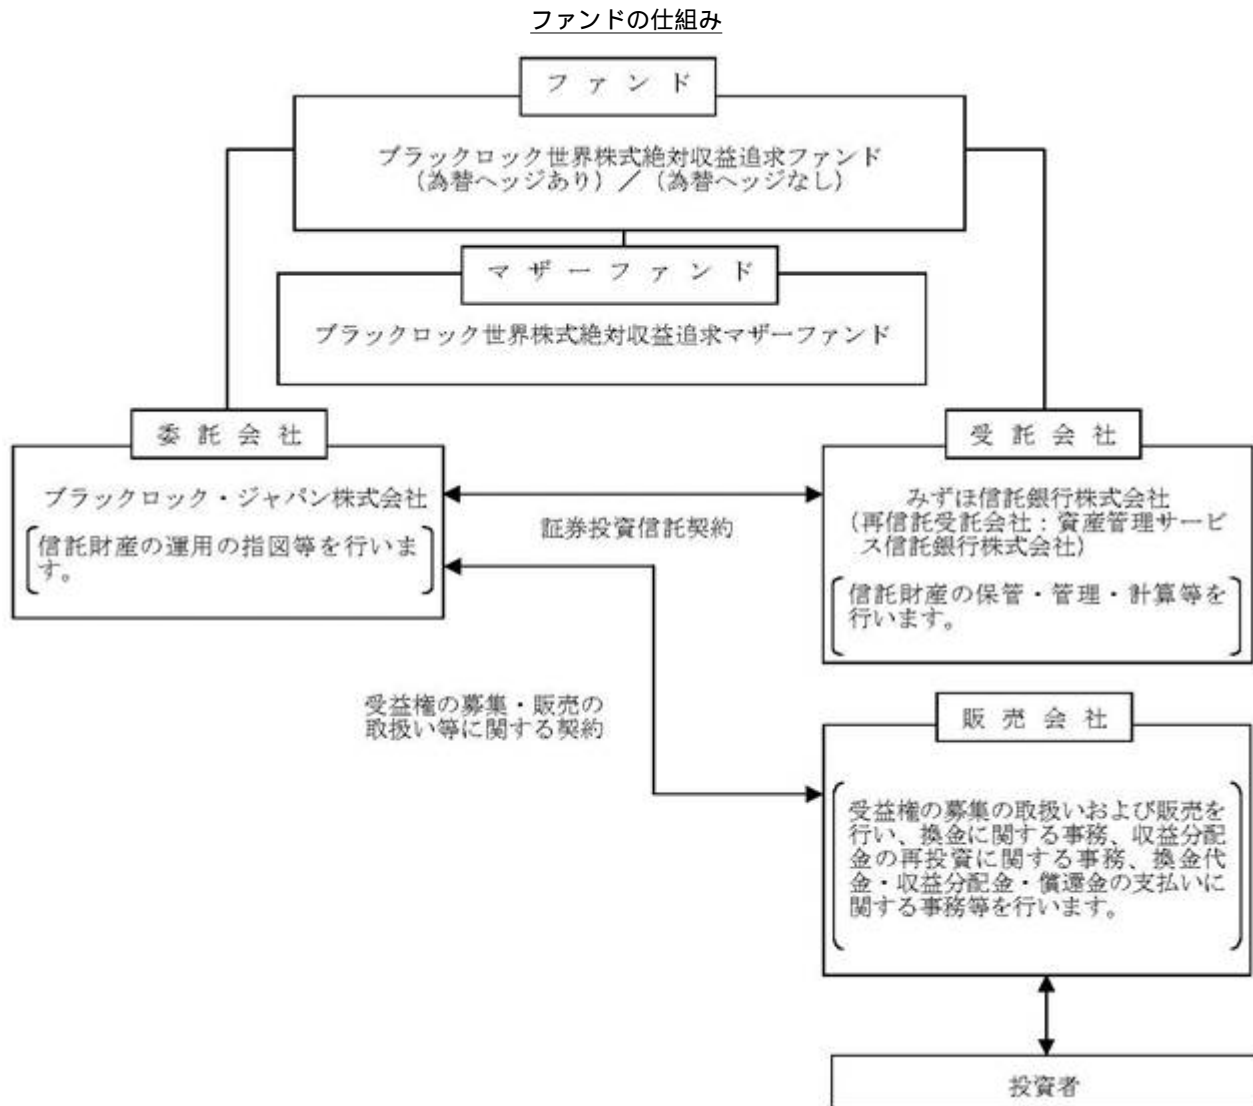 ファンドの仕組み
ファンド
ブラックロック世界株式絶対収益追求ファンド
(為替ヘッジあり)/(為替ヘッジなし)
マザーファンド
ブラックロック世界株式絶対収益追求マザーファンド
委託会社
ブラックロック・ジャパン株式会社
信託財産の運用の指図等を行いま
す。
証券投資信託契約
受託会社
みずほ信託銀行株式会社
(再信託受託会社:資産管理サービ
ス信託銀行株式会社)
信託財産の保管・管理・計算等を
行います。
受益権の募集・販売の
取扱い等に関する契約
販売会社
受益権の募集の取扱いおよび販売を
行い、換金に関する事務、収益分配
金の再投資に関する事務、換金代
金・収益分配金・償還金の支払いに
関する事務等を行います。
投資者